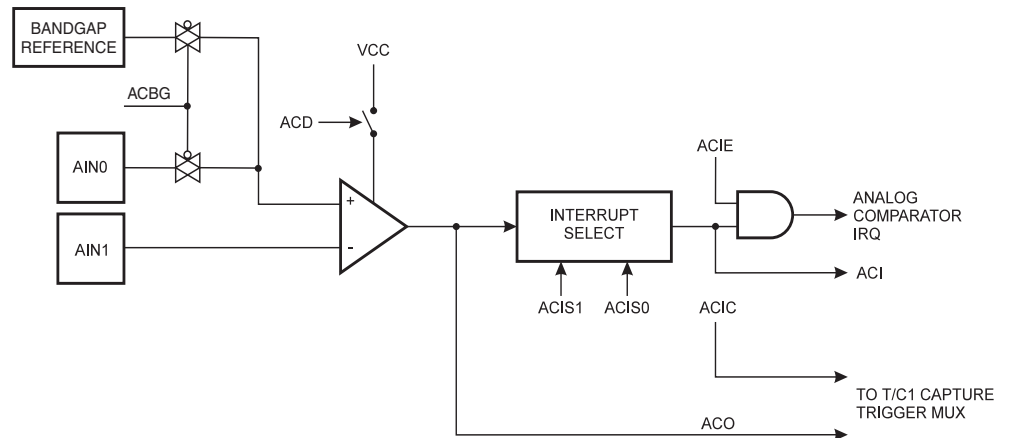 BANDGAP
REFERENCE
VCC
ACBG
ACD
AIN0
ACIE
+
INTERRUPT
SELECT
ANALOG
COMPARATOR
IRQ
AIN1
-
ACI
ACIS1
ACIS0
ACIC
TO T/C1 CAPTURE
TRIGGER MUX
ACO